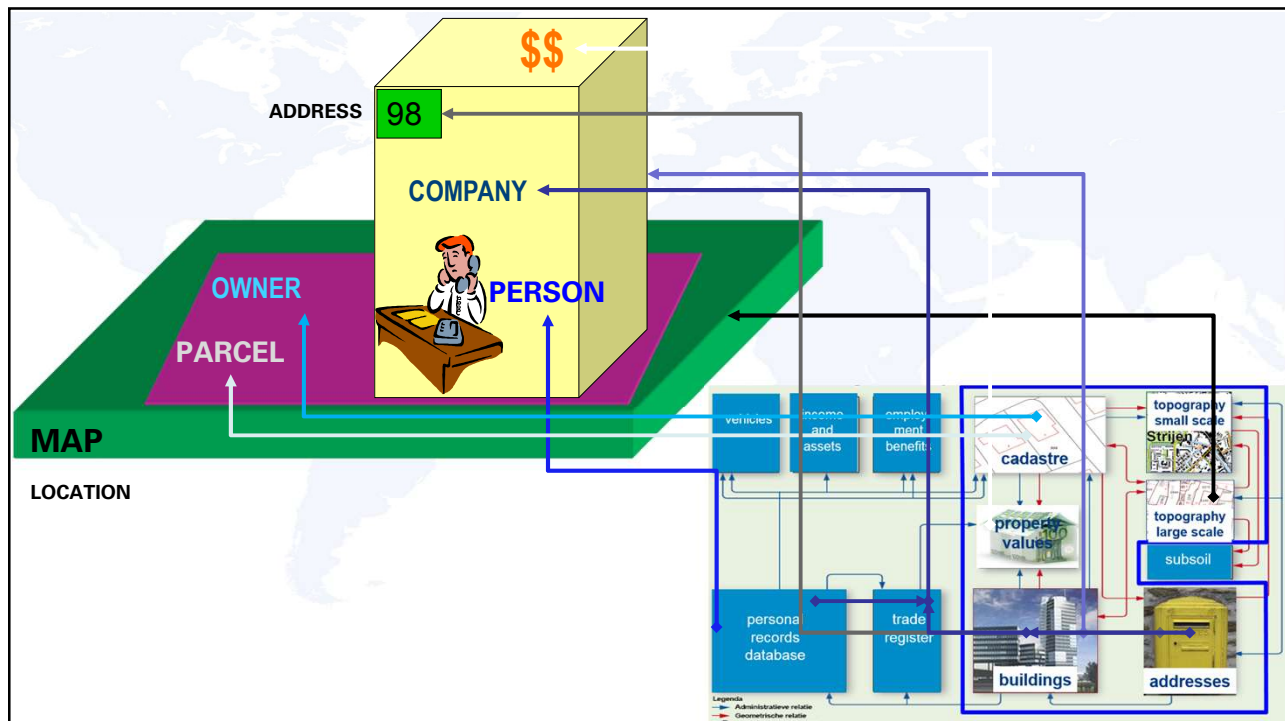 $$
ADDRESS
98
COMPANY
OWNER
PERSON
PARCEL
MAP
LOCATION
vehicles
income
and
assets
employ
ment
benefits
cadastre
topography
small scale
Strijen
property
values
topography
large scale
subsoil
personal
records
database
trade
register
buildings
addresses
Legenda
Administratieve relatie
Geometrische relatie